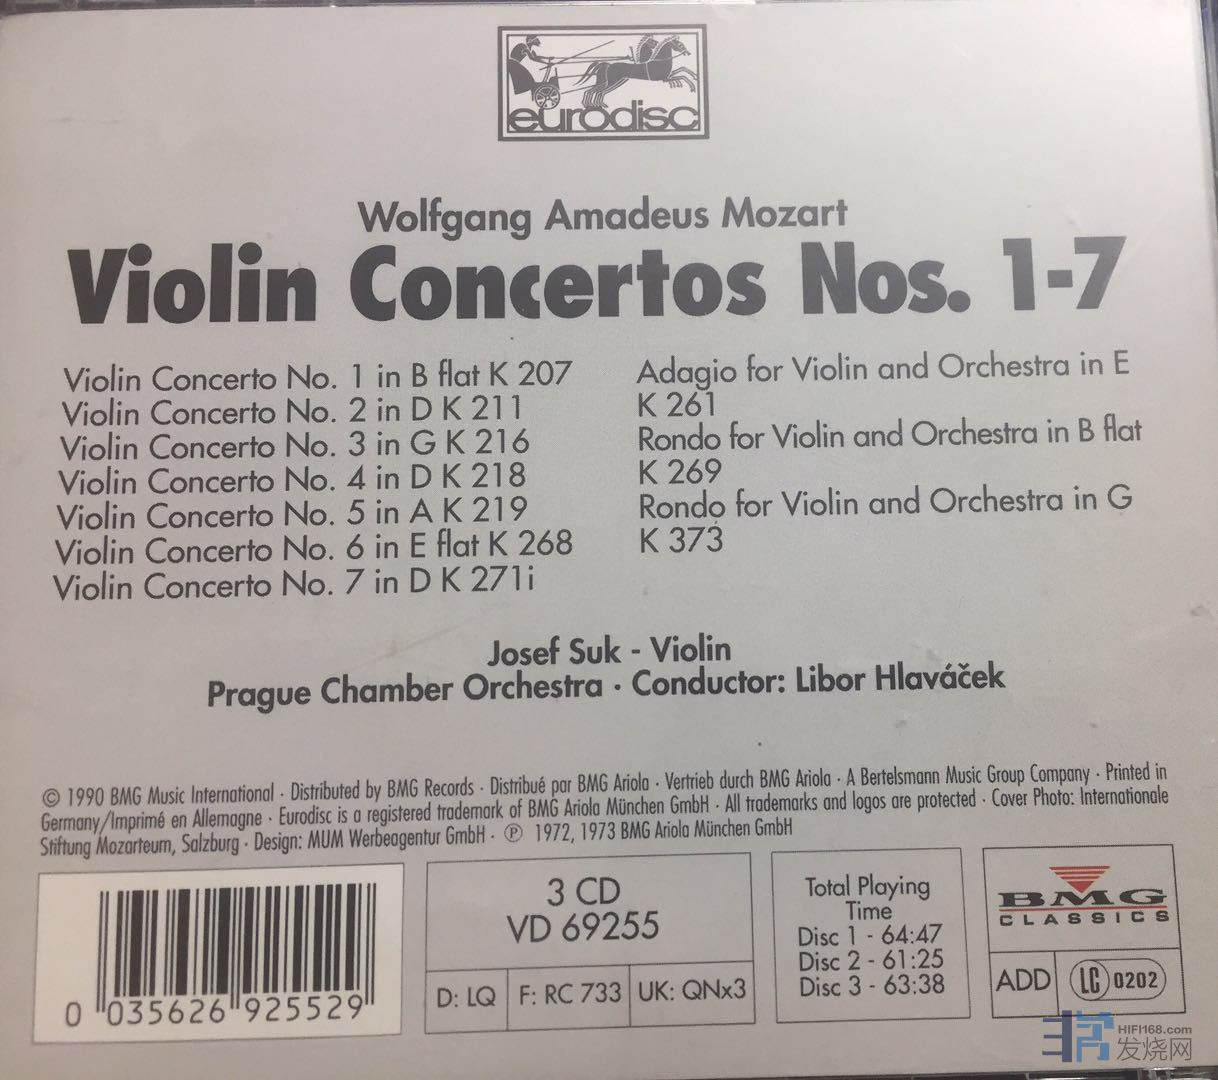 eurodisc
Wolfgang Amadeus Mozart
Violin Concertos Nos. 1-7
Violin Concerto No. 1 in B flat K 207
Violin Concerto No. 2 in D K 211
Violin Concerto No. 3 in G K 216
Violin Concerto No. 4 in D K 218
Violin Concerto No. 5 in A K 219
Violin Concerto No. 6 in E flat K 268
Violin Concerto No. 7 in D K 271i
Adagio for Violin and Orchestra in E
K 261
Rondo for Violin and Orchestra in B flat
K 269
Rondo for Violin and Orchestra in G
K 373
Josef Suk - Violin
Prague Chamber Orchestra · Conductor: Libor Hlaváček
© 1990 BMG Music International · Distributed by BMG Records · Distribué par BMG Ariola · Vertrieb durch BMG Ariola · A Bertelsmann Music Group Company · Printed in
Germany/Imprimé en Allemagne · Eurodisc is a registered trademark of BMG Ariola München GmbH · All trademarks and logos are protected · Cover Photo: Internationale
Stiftung Mozarteum, Salzburg · Design: MUM Werbeagentur GmbH · ℗ 1972, 1973 BMG Ariola München GmbH
0 035626 925529
3 CD
VD 69255
D: LQ
F: RC 733
UK: QNx3
Total Playing
Time
Disc 1 - 64:47
Disc 2 - 61:25
Disc 3 - 63:38
BMG
CLASSICS
ADD
LC 0202
HIFI168.com
发烧网